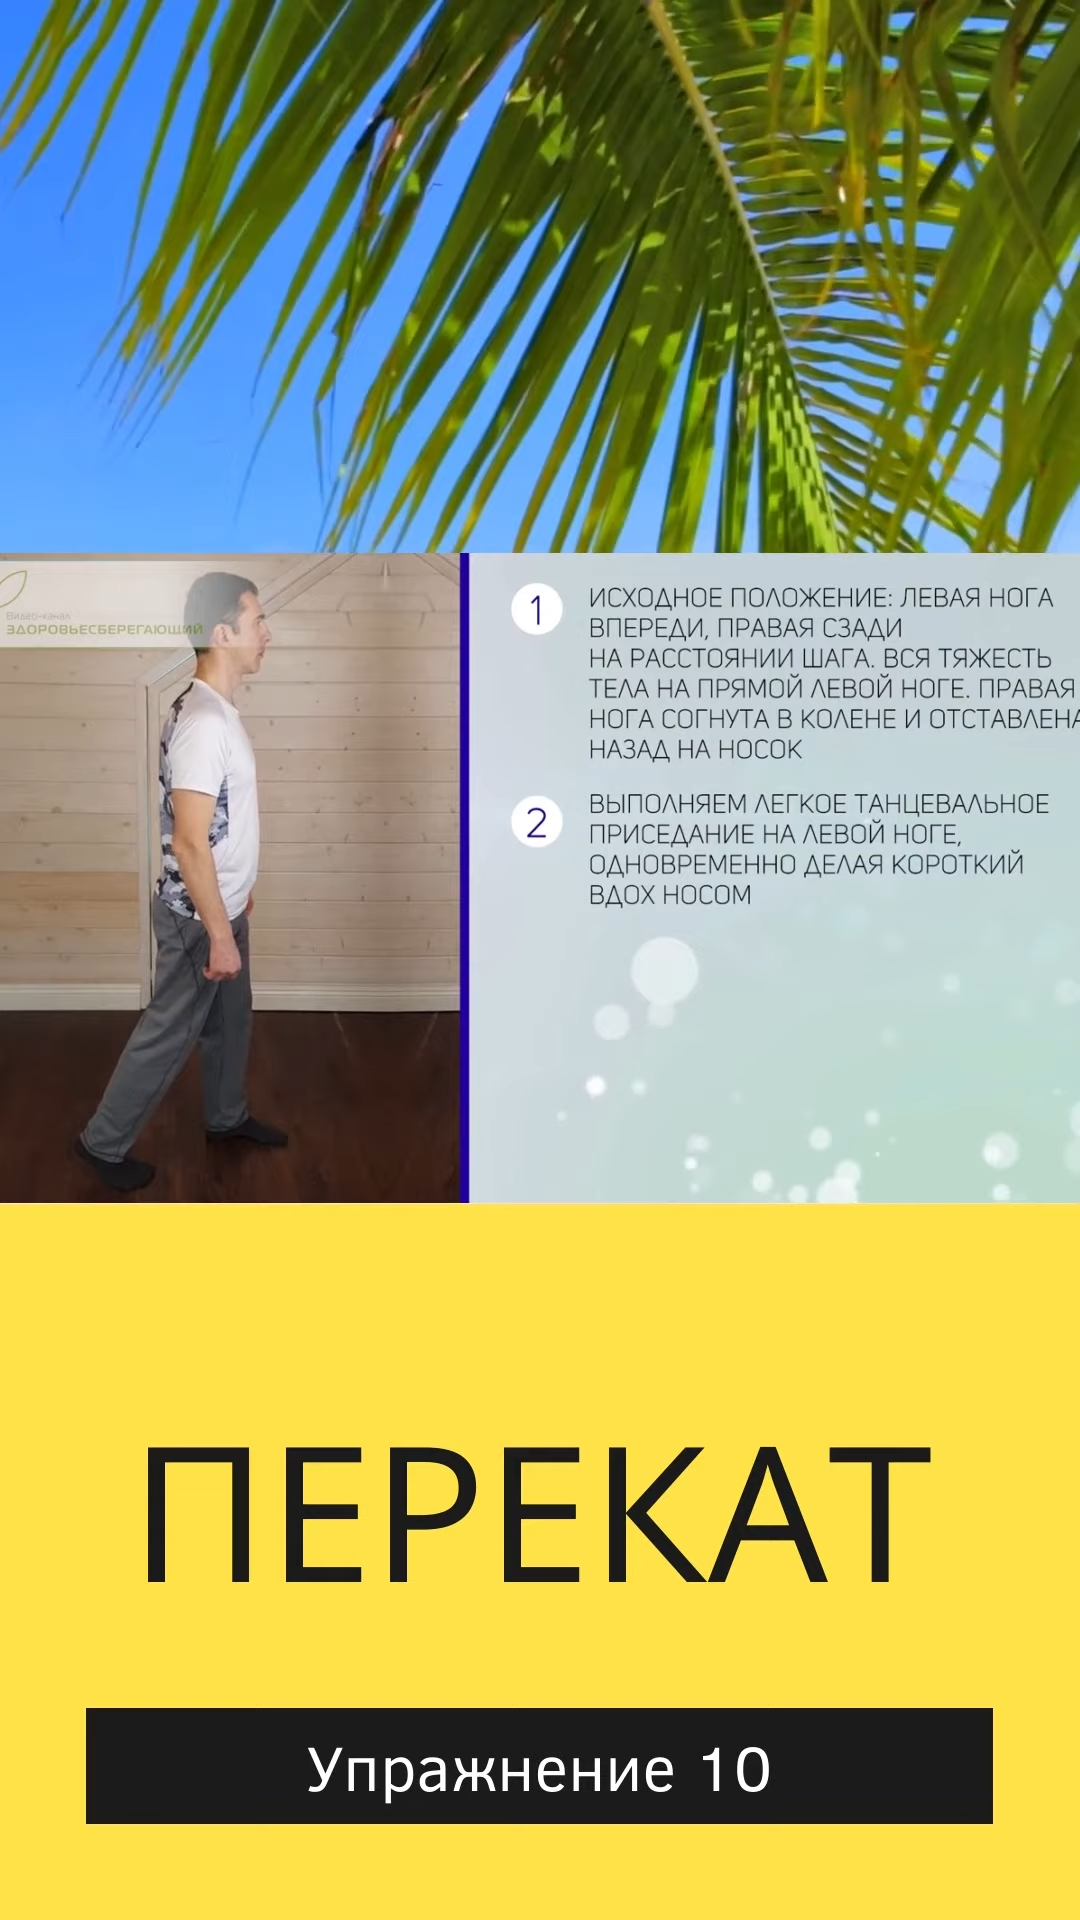 Видео-канал
ЗДОРОВЬЕСБЕРЕГАЮЩИЙ
1
ИСХОДНОЕ ПОЛОЖЕНИЕ: ЛЕВАЯ НОГА
ВПЕРЕДИ, ПРАВАЯ СЗАДИ
НА РАССТОЯНИИ ШАГА. ВСЯ ТЯЖЕСТЬ
ТЕЛА НА ПРЯМОЙ ЛЕВОЙ НОГЕ. ПРАВАЯ
НОГА СОГНУТА В КОЛЕНЕ И ОТСТАВЛЕНА
НАЗАД НА НОСОК
2
ВЫПОЛНЯЕМ ЛЕГКОЕ ТАНЦЕВАЛЬНОЕ
ПРИСЕДАНИЕ НА ЛЕВОЙ НОГЕ,
ОДНОВРЕМЕННО ДЕЛАЯ КОРОТКИЙ
ВДОХ НОСОМ
ПЕРЕКАТ
Упражнение 10